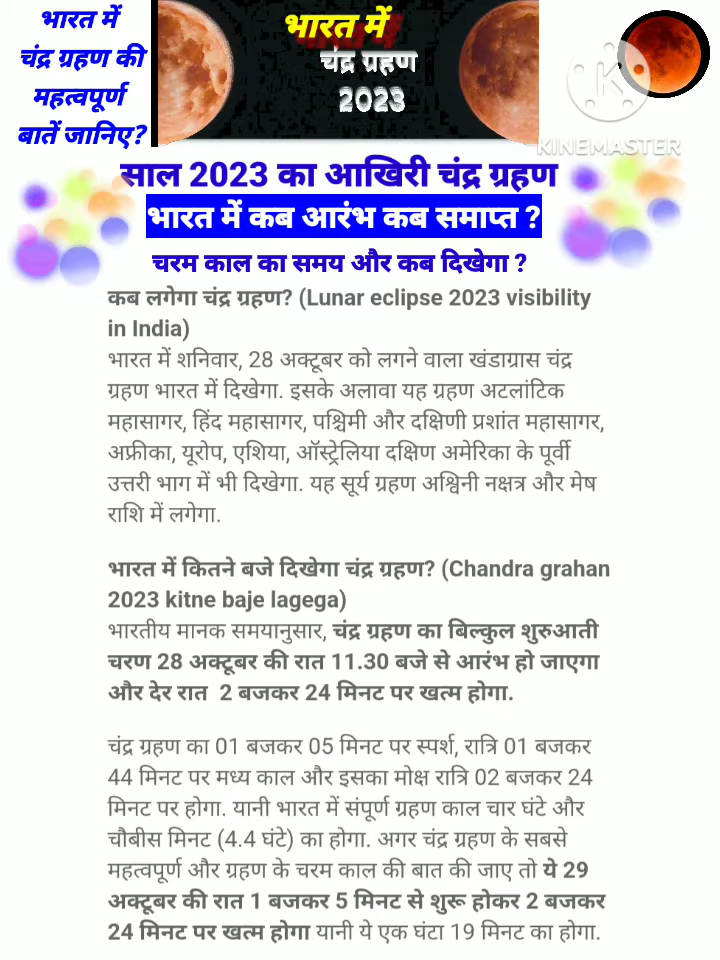 भारत में
चंद्र ग्रहण की
महत्वपूर्ण
बातें जानिए?
भारत में
चंद्र ग्रहण
2023
KINEMASTER
साल 2023 का आखिरी चंद्र ग्रहण
भारत में कब आरंभ कब समाप्त ?
चरम काल का समय और कब दिखेगा ?
कब लगेगा चंद्र ग्रहण? (Lunar eclipse 2023 visibility
in India)
भारत में शनिवार, 28 अक्टूबर को लगने वाला खंडाग्रास चंद्र
ग्रहण भारत में दिखेगा. इसके अलावा यह ग्रहण अटलांटिक
महासागर, हिंद महासागर, पश्चिमी और दक्षिणी प्रशांत महासागर,
अफ्रीका, यूरोप, एशिया, ऑस्ट्रेलिया दक्षिण अमेरिका के पूर्वी
उत्तरी भाग में भी दिखेगा. यह सूर्य ग्रहण अश्विनी नक्षत्र और मेष
राशि में लगेगा.
भारत में कितने बजे दिखेगा चंद्र ग्रहण? (Chandra grahan
2023 kitne baje lagega)
भारतीय मानक समयानुसार, चंद्र ग्रहण का बिल्कुल शुरुआती
चरण 28 अक्टूबर की रात 11.30 बजे से आरंभ हो जाएगा
और देर रात 2 बजकर 24 मिनट पर खत्म होगा.
चंद्र ग्रहण का 01 बजकर 05 मिनट पर स्पर्श, रात्रि 01 बजकर
44 मिनट पर मध्य काल और इसका मोक्ष रात्रि 02 बजकर 24
मिनट पर होगा. यानी भारत में संपूर्ण ग्रहण काल चार घंटे और
चौबीस मिनट (4.4 घंटे) का होगा. अगर चंद्र ग्रहण के सबसे
महत्वपूर्ण और ग्रहण के चरम काल की बात की जाए तो ये 29
अक्टूबर की रात 1 बजकर 5 मिनट से शुरू होकर 2 बजकर
24 मिनट पर खत्म होगा यानी ये एक घंटा 19 मिनट का होगा.